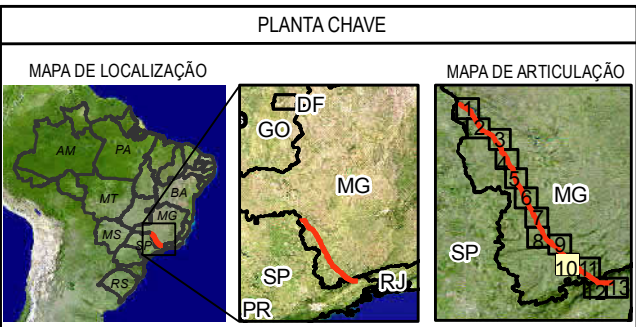 PLANTA CHAVE
MAPA DE LOCALIZAÇÃO
AM
PA
MT
BA
MG
MS
SP
RS
DF
GO
MG
SP
RJ
PR
MAPA DE ARTICULAÇÃO
1
2
3
4
5
6
7
8
9
10
11
12
13
MG
SP